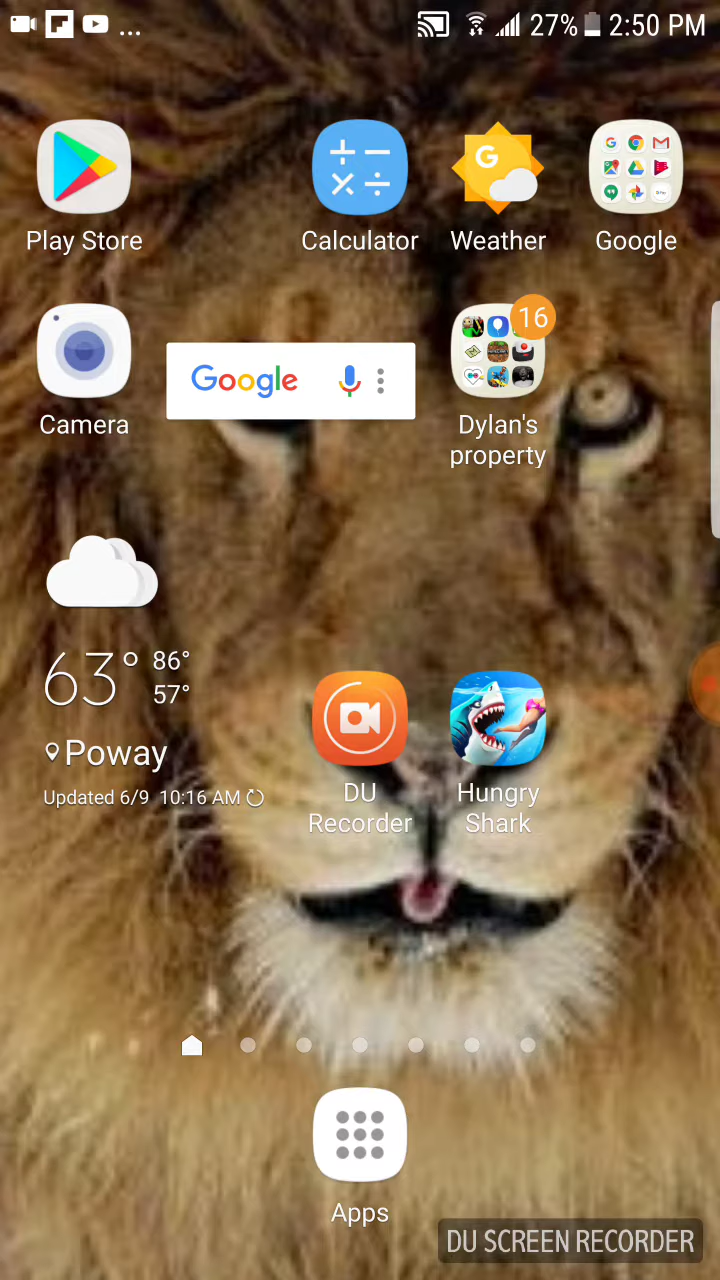 ... 27% 2:50 PM
Play Store
Calculator
Weather
Google
G
Camera
Google
16
Dylan's
property
63° 86°
57°
Poway
Updated 6/9 10:16 AM
DU
Recorder
Hungry
Shark
Apps
DU SCREEN RECORDER